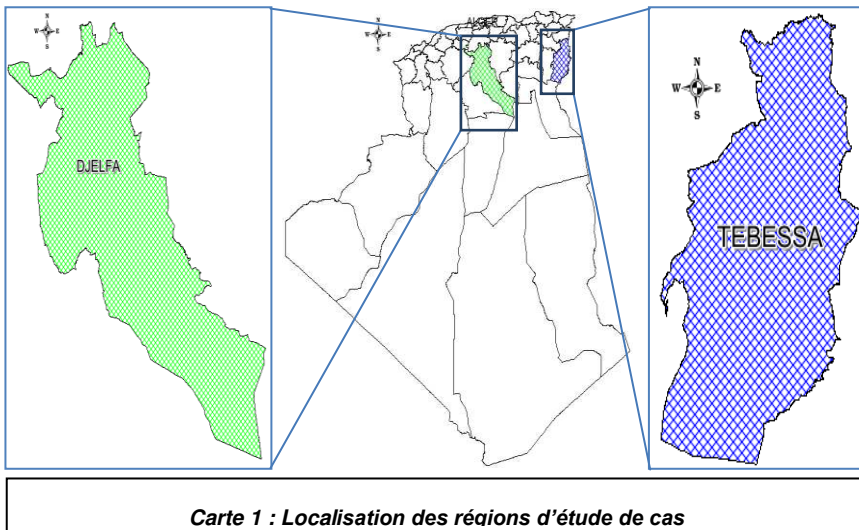 N
W E
S
DJELFA
N
W E
S
ALGER
N
W E
S
TEBESSA
Carte 1 : Localisation des régions d'étude de cas